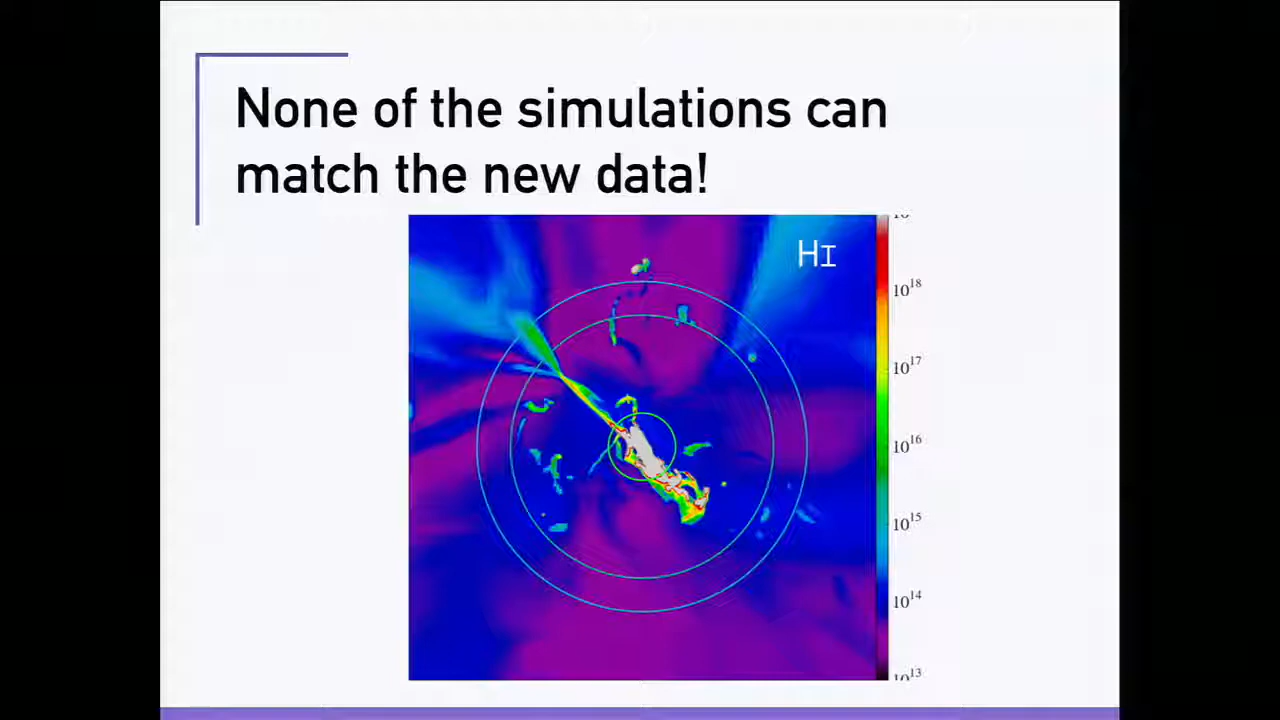 None of the simulations can
match the new data!
HI
10¹⁸
10¹⁷
10¹⁶
10¹⁵
10¹⁴
10¹³